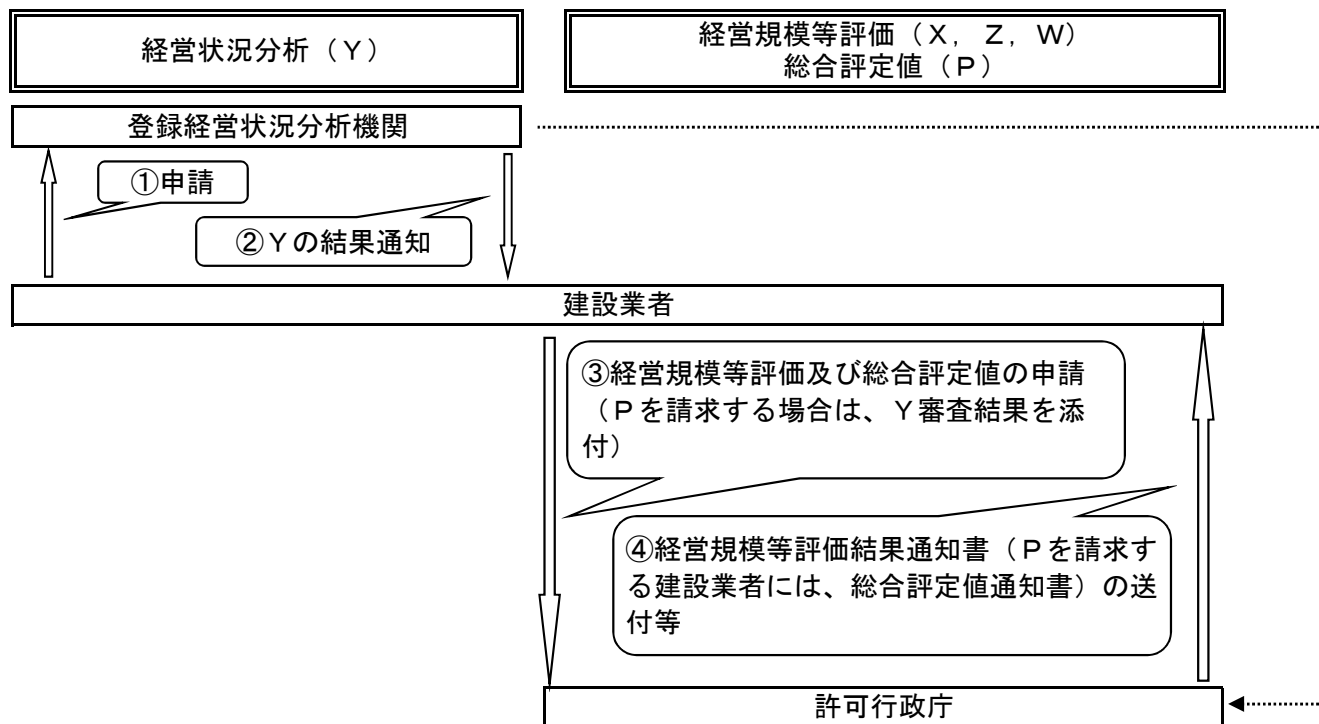 経営状況分析（Ｙ）
経営規模等評価（Ｘ，Ｚ，Ｗ）
総合評定値（Ｐ）
登録経営状況分析機関
①申請
②Ｙの結果通知
建設業者
③経営規模等評価及び総合評定値の申請
（Ｐを請求する場合は、Ｙ審査結果を添
付）
④経営規模等評価結果通知書（Ｐを請求す
る建設業者には、総合評定値通知書）の送
付等
許可行政庁